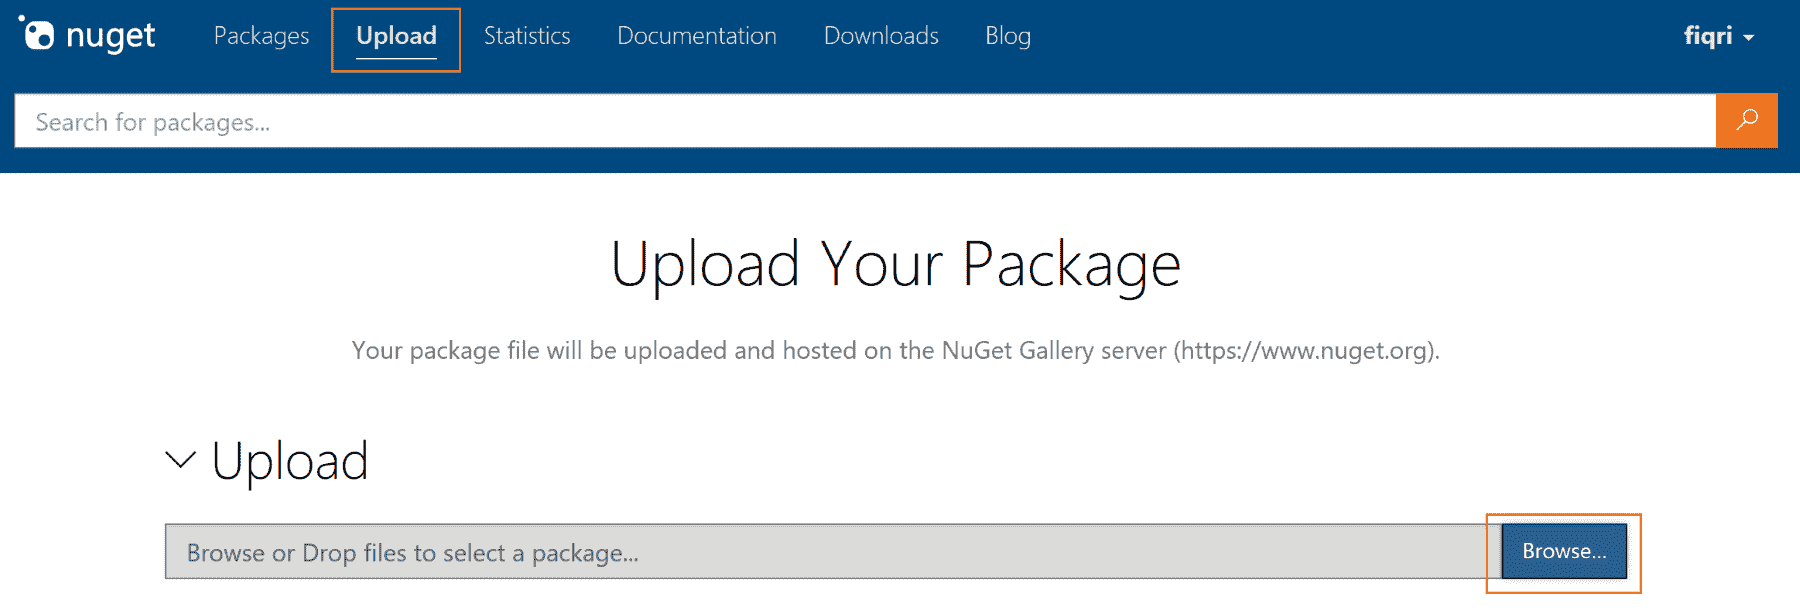 nuget Packages Upload Statistics Documentation Downloads Blog fiqri
Search for packages...
Upload Your Package
Your package file will be uploaded and hosted on the NuGet Gallery server (https://www.nuget.org).
Upload
Browse or Drop files to select a package... Browse...